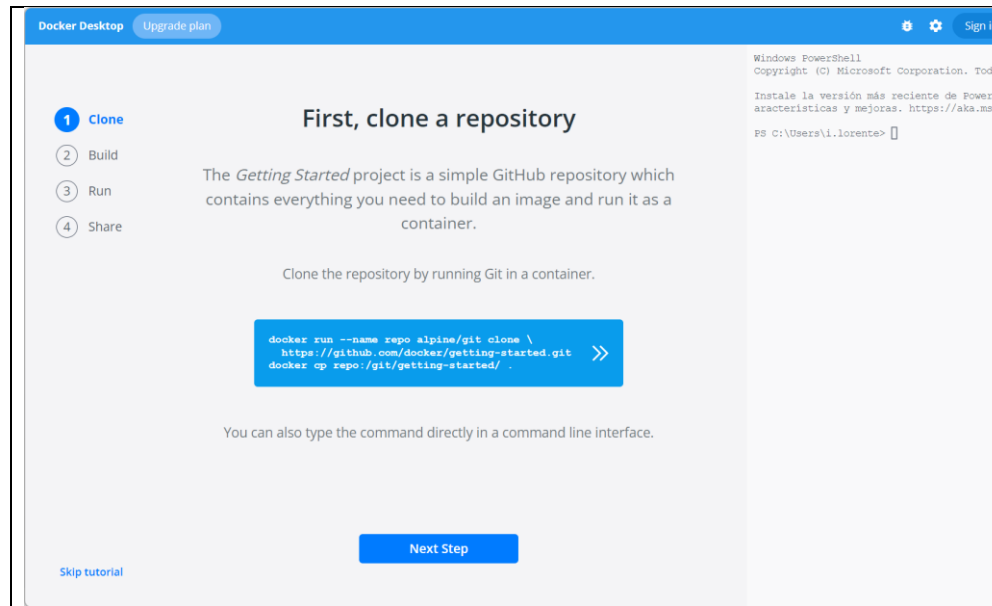 Docker Desktop Upgrade plan
Sign i
1 Clone
2 Build
3 Run
4 Share
First, clone a repository
The Getting Started project is a simple GitHub repository which
contains everything you need to build an image and run it as a
container.
Clone the repository by running Git in a container.
docker run --name repo alpine/git clone \
https://github.com/docker/getting-started.git
docker cp repo:/git/getting-started/ .
You can also type the command directly in a command line interface.
Next Step
Skip tutorial
Windows PowerShell
Copyright (C) Microsoft Corporation. Tod
Instale la versión más reciente de Power
aracterísticas y mejoras. https://aka.ms
PS C:\Users\i.lorente>